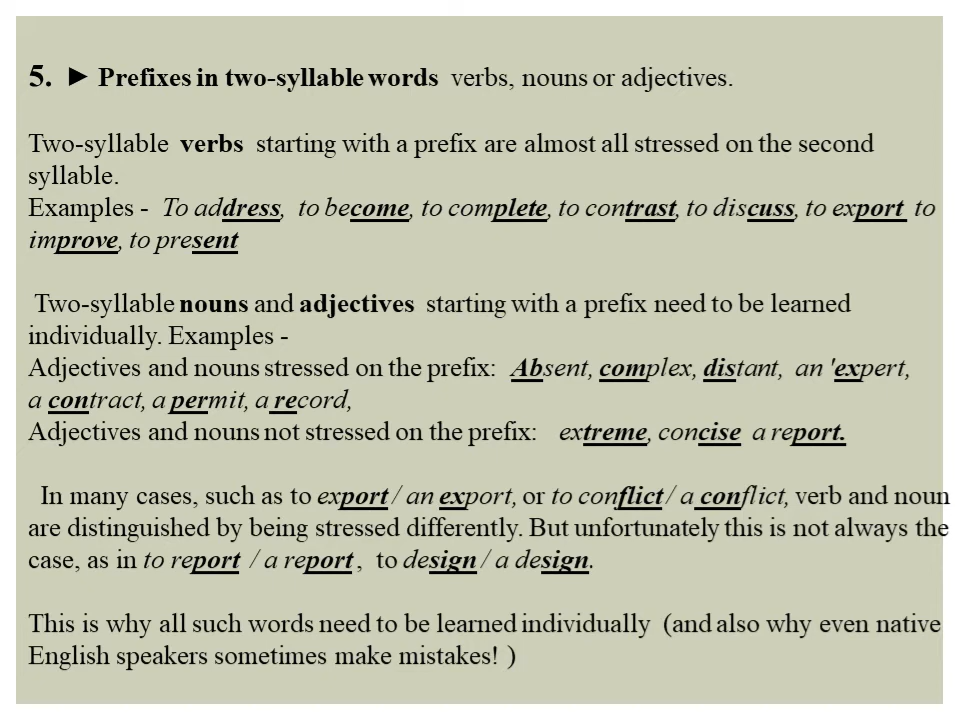 5. ► Prefixes in two-syllable words verbs, nouns or adjectives.
Two-syllable verbs starting with a prefix are almost all stressed on the second
syllable.
Examples - To address, to become, to complete, to contrast, to discuss, to export to
improve, to present
Two-syllable nouns and adjectives starting with a prefix need to be learned
individually. Examples -
Adjectives and nouns stressed on the prefix: Absent, complex, distant, an 'expert,
a contract, a permit, a record,
Adjectives and nouns not stressed on the prefix: extreme, concise a report.
In many cases, such as to export / an export, or to conflict / a conflict, verb and noun
are distinguished by being stressed differently. But unfortunately this is not always the
case, as in to report / a report , to design / a design.
This is why all such words need to be learned individually (and also why even native
English speakers sometimes make mistakes! )